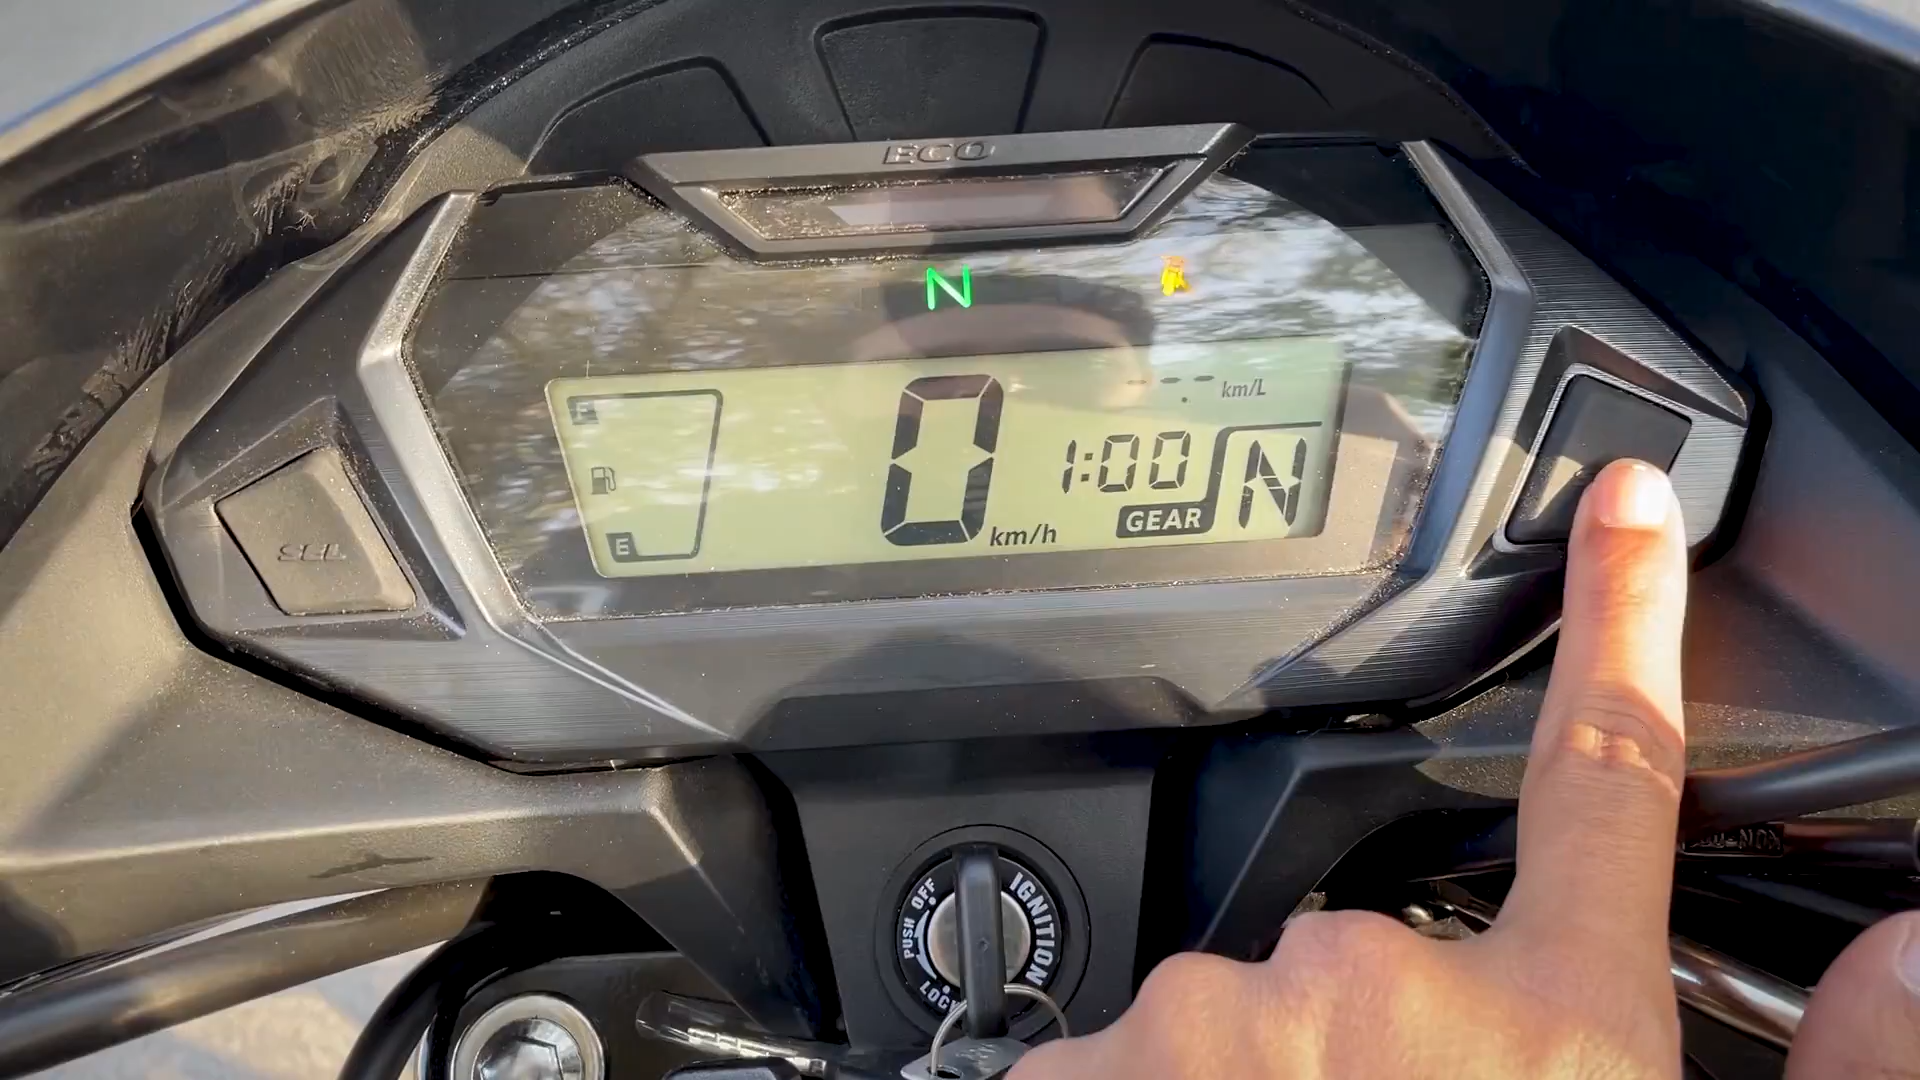 ECO
N
F
E
0
km/h
--.- km/L
1:00
GEAR
N
SEL
IGNITION
PUSH
OFF
LOCK